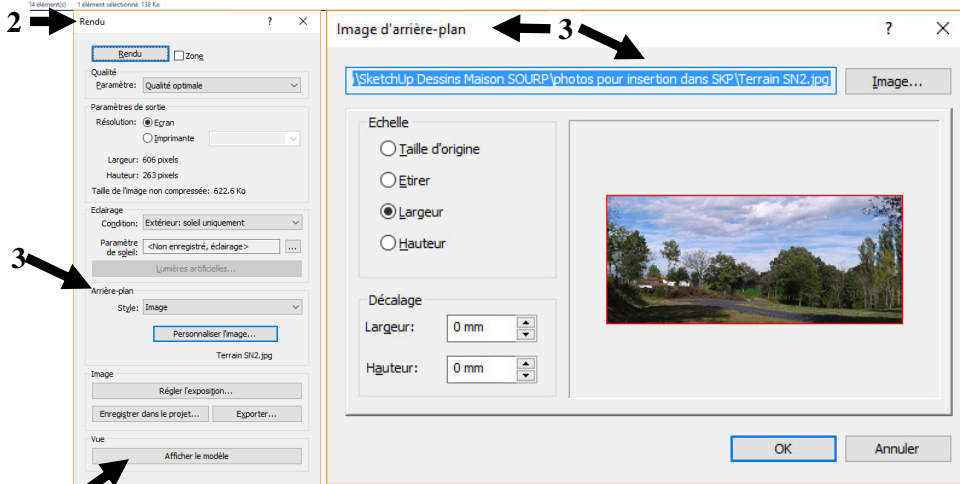 34 élément(s) 1 élément sélectionné 138 Ko
2
Rendu ? ×
Rendu
Zone
Qualité
Paramètre: Qualité optimale
Paramètres de sortie
Résolution: Ecran
Imprimante
Largeur: 606 pixels
Hauteur: 263 pixels
Taille de l'image non compressée: 622.6 Ko
Eclairage
Condition: Extérieur: soleil uniquement
Paramètre de soleil: <Non enregistré, éclairage> ...
Lumières artificielles...
3
Arrière-plan
Style: Image
Personnaliser l'image...
Terrain SN2.jpg
Image
Régler l'exposition...
Enregistrer dans le projet... Exporter...
Vue
Afficher le modèle
Image d'arrière-plan 3 ? ×
\SketchUp Dessins Maison SOURP\photos pour insertion dans SKP\Terrain SN2.jpg Image...
Echelle
Taille d'origine
Etirer
Largeur
Hauteur
Décalage
Largeur: 0 mm
Hauteur: 0 mm
OK Annuler